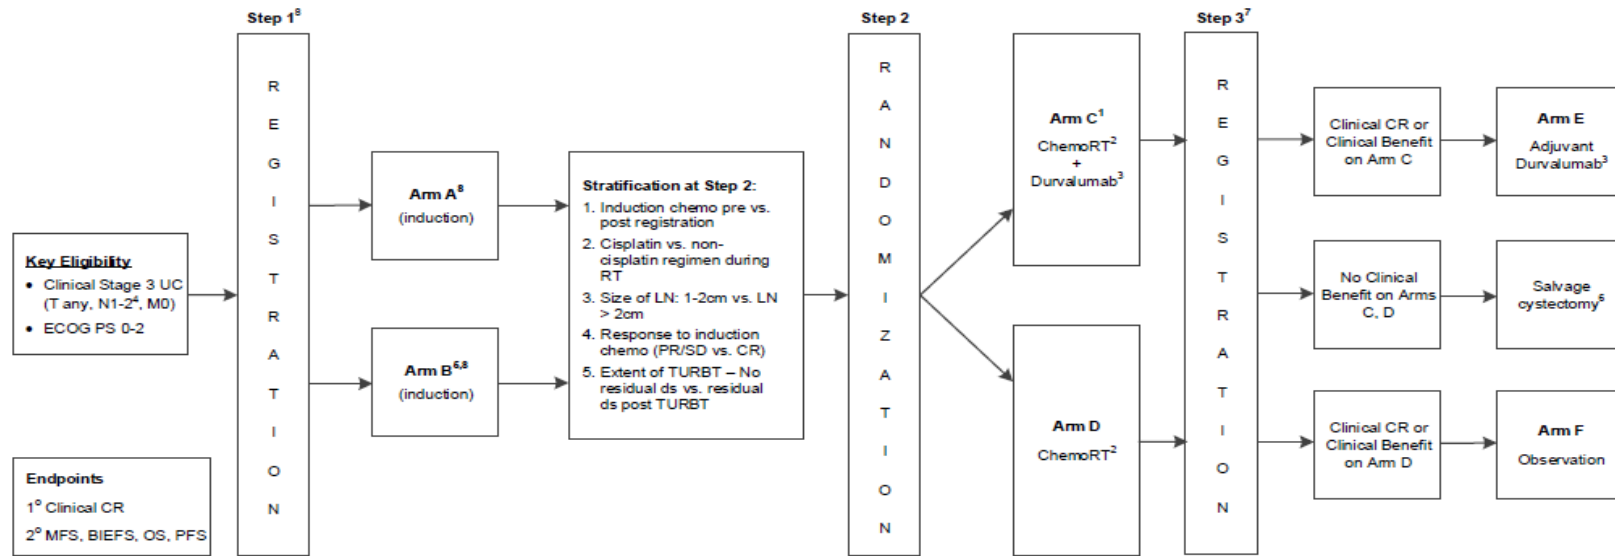 Step 1⁸
Step 2
Step 3⁷
Key Eligibility
• Clinical Stage 3 UC
(T any, N1-2⁴, M0)
• ECOG PS 0-2
Endpoints
1° Clinical CR
2° MFS, BIEFS, OS, PFS
R
E
G
I
S
T
R
A
T
I
O
N
Arm A⁸
(induction)
Arm B⁵,⁸
(induction)
Stratification at Step 2:
1. Induction chemo pre vs.
post registration
2. Cisplatin vs. non-
cisplatin regimen during
RT
3. Size of LN: 1-2cm vs. LN
> 2cm
4. Response to induction
chemo (PR/SD vs. CR)
5. Extent of TURBT – No
residual ds vs. residual
ds post TURBT
R
A
N
D
O
M
I
Z
A
T
I
O
N
Arm C¹
ChemoRT²
+
Durvalumab³
Arm D
ChemoRT²
R
E
G
I
S
T
R
A
T
I
O
N
Clinical CR or
Clinical Benefit
on Arm C
Arm E
Adjuvant
Durvalumab³
No Clinical
Benefit on Arms
C, D
Salvage
cystectomy⁶
Clinical CR or
Clinical Benefit
on Arm D
Arm F
Observation